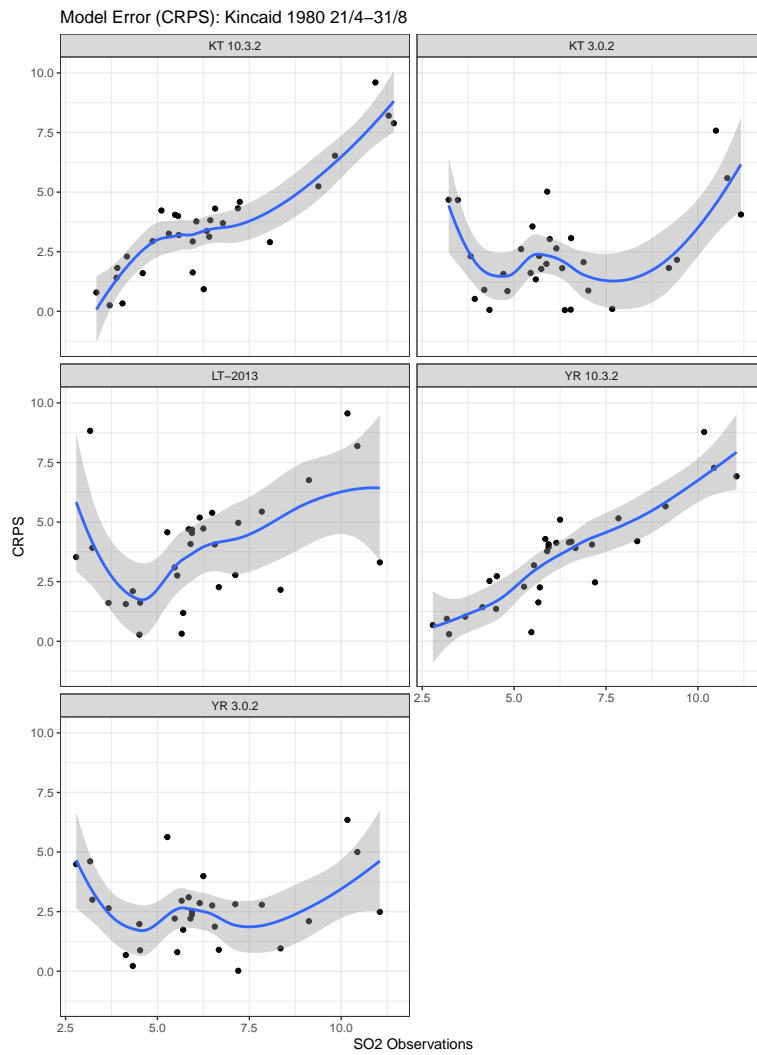 Model Error (CRPS): Kincaid 1980 21/4−31/8
KT 10.3.2
KT 3.0.2
10.0
7.5
5.0
2.5
0.0
LT−2013
YR 10.3.2
10.0
7.5
5.0
2.5
0.0
CRPS
2.5 5.0 7.5 10.0
YR 3.0.2
10.0
7.5
5.0
2.5
0.0
2.5 5.0 7.5 10.0
SO2 Observations